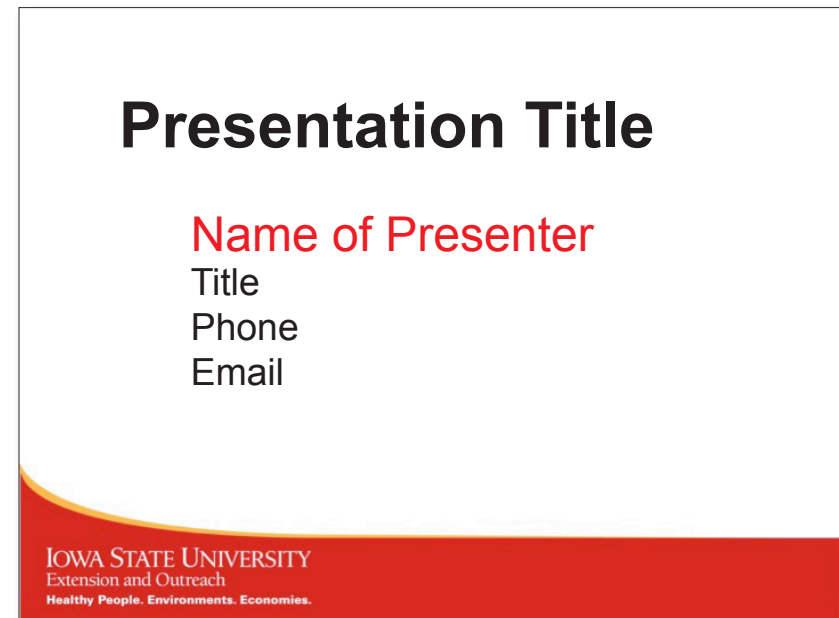 Presentation Title
Name of Presenter
Title
Phone
Email
IOWA STATE UNIVERSITY
Extension and Outreach
Healthy People. Environments. Economies.